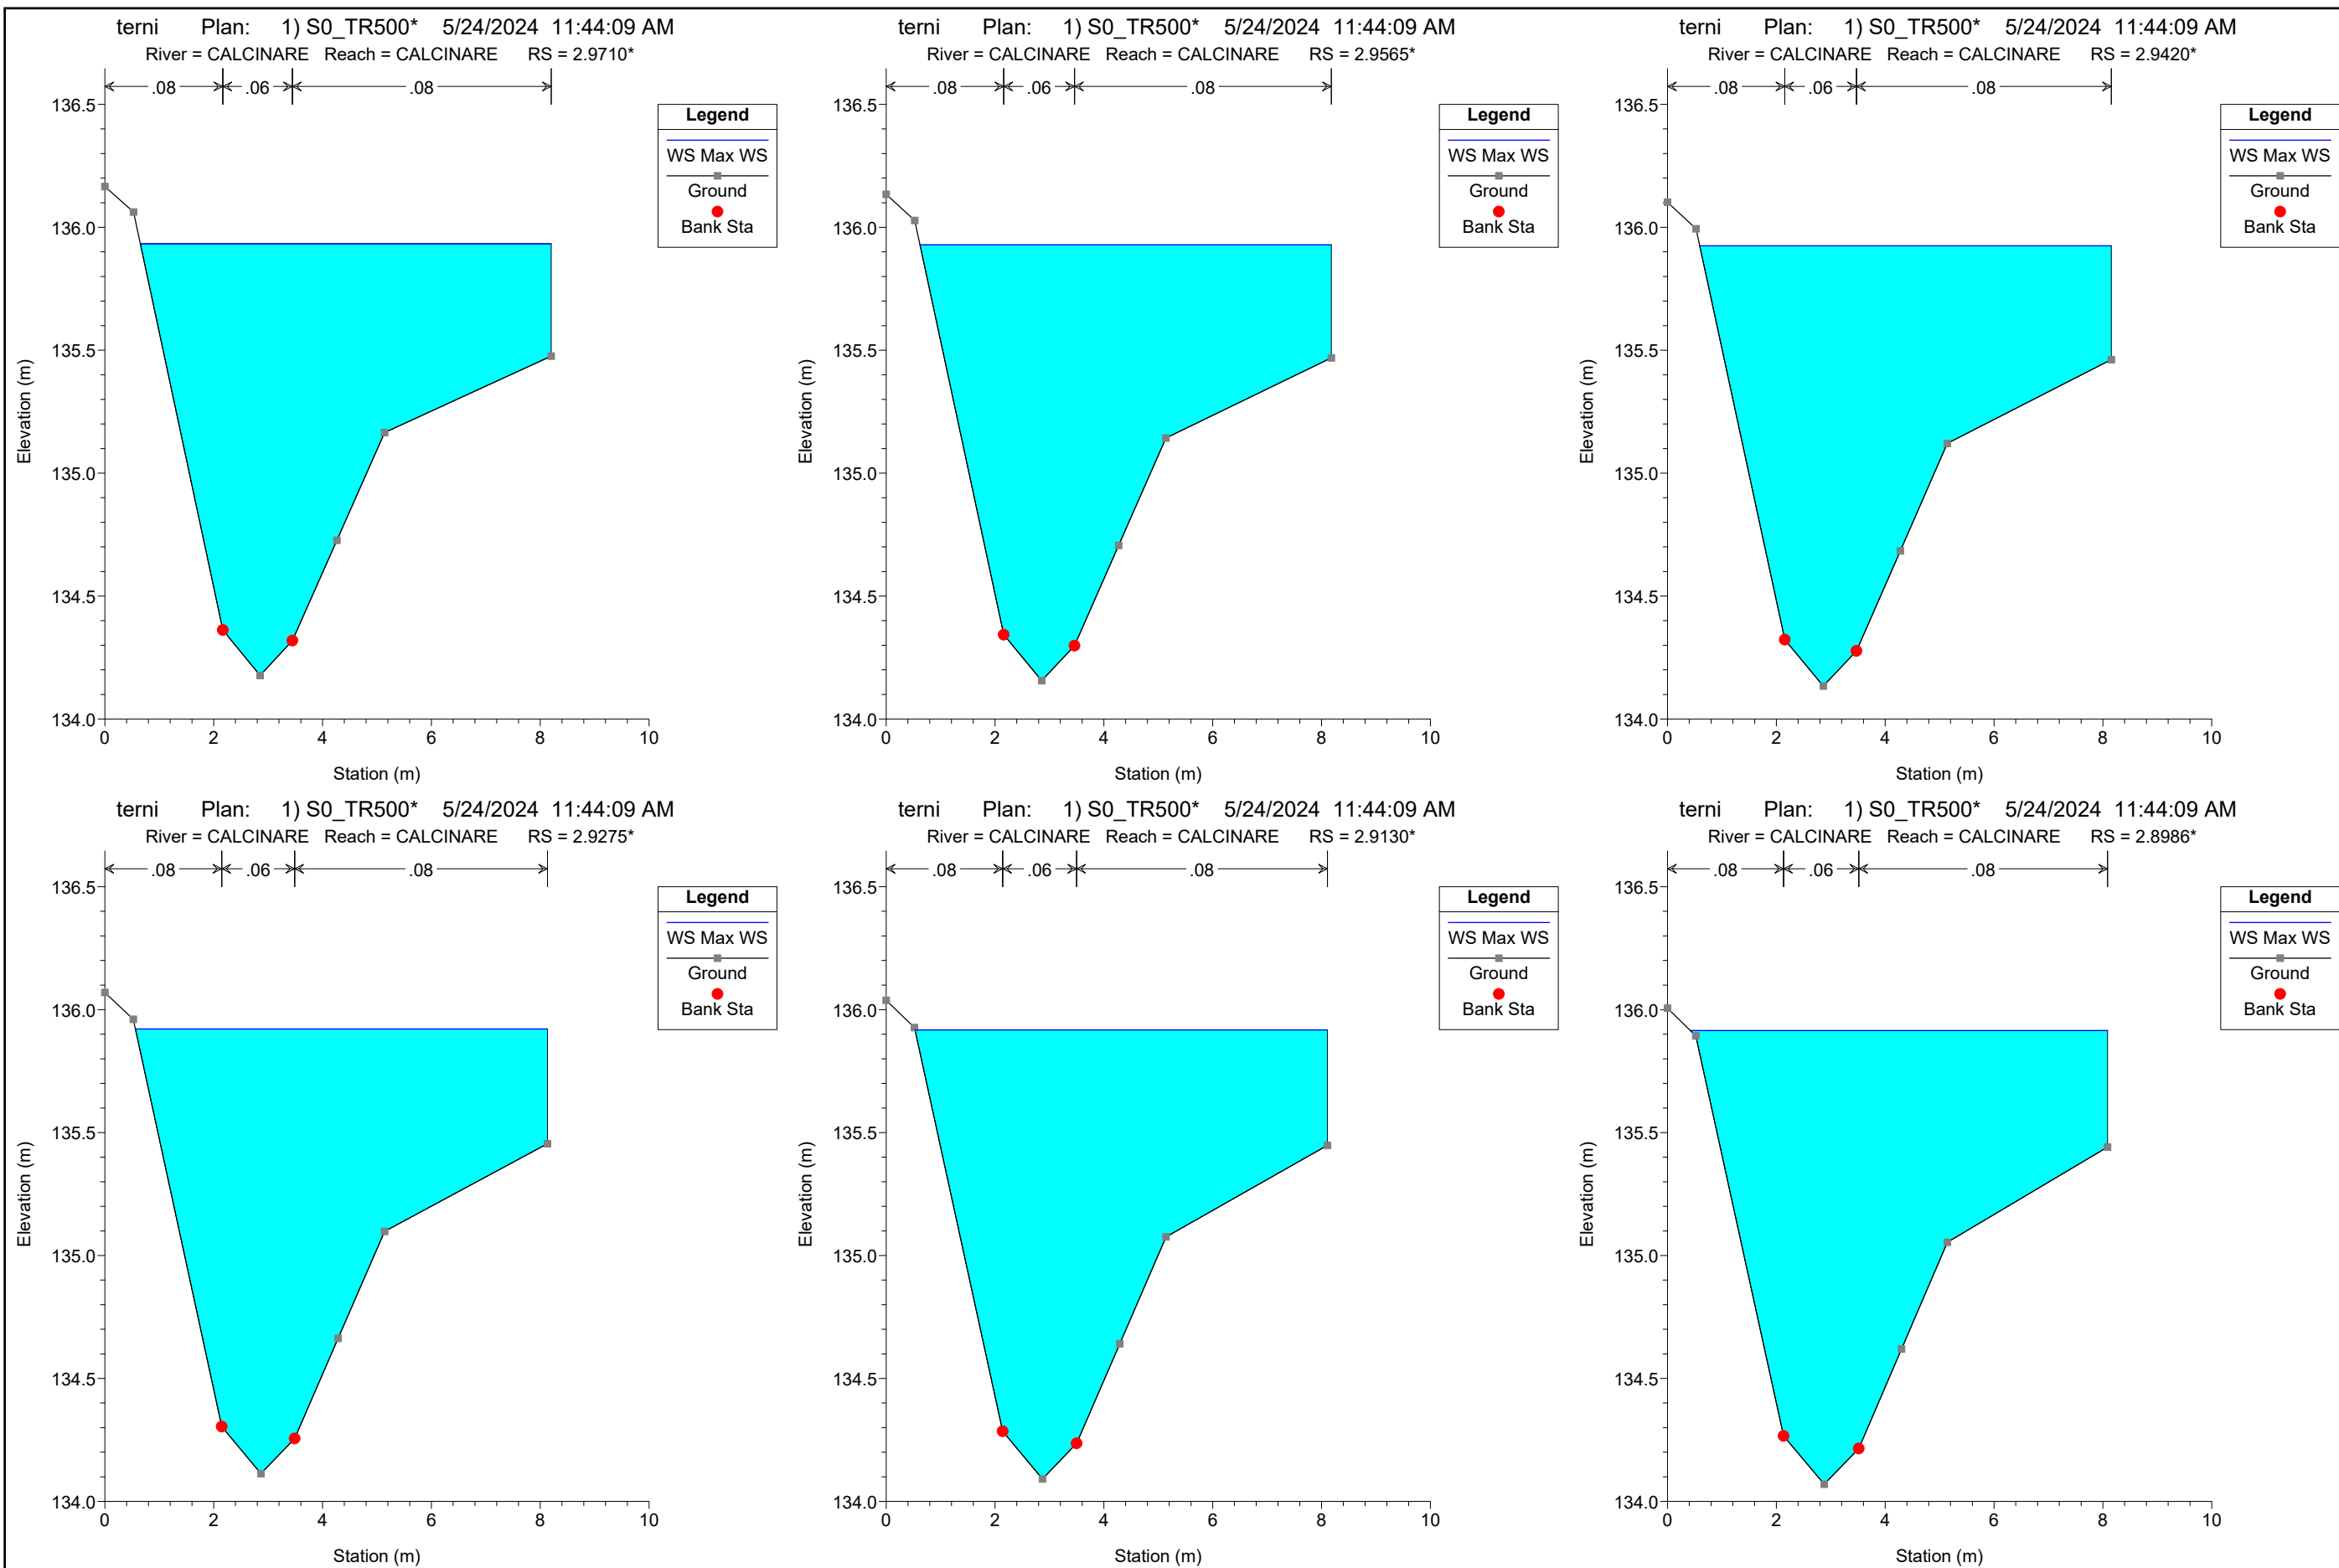 terni Plan: 1) S0_TR500* 5/24/2024 11:44:09 AM
River = CALCINARE Reach = CALCINARE RS = 2.9710*
.08 .06 .08
136.5
136.0
135.5
135.0
134.5
134.0
Elevation (m)
0 2 4 6 8 10
Station (m)
Legend
WS Max WS
Ground
Bank Sta
terni Plan: 1) S0_TR500* 5/24/2024 11:44:09 AM
River = CALCINARE Reach = CALCINARE RS = 2.9565*
.08 .06 .08
136.5
136.0
135.5
135.0
134.5
134.0
Elevation (m)
0 2 4 6 8 10
Station (m)
Legend
WS Max WS
Ground
Bank Sta
terni Plan: 1) S0_TR500* 5/24/2024 11:44:09 AM
River = CALCINARE Reach = CALCINARE RS = 2.9420*
.08 .06 .08
136.5
136.0
135.5
135.0
134.5
134.0
Elevation (m)
0 2 4 6 8 10
Station (m)
Legend
WS Max WS
Ground
Bank Sta
terni Plan: 1) S0_TR500* 5/24/2024 11:44:09 AM
River = CALCINARE Reach = CALCINARE RS = 2.9275*
.08 .06 .08
136.5
136.0
135.5
135.0
134.5
134.0
Elevation (m)
0 2 4 6 8 10
Station (m)
Legend
WS Max WS
Ground
Bank Sta
terni Plan: 1) S0_TR500* 5/24/2024 11:44:09 AM
River = CALCINARE Reach = CALCINARE RS = 2.9130*
.08 .06 .08
136.5
136.0
135.5
135.0
134.5
134.0
Elevation (m)
0 2 4 6 8 10
Station (m)
Legend
WS Max WS
Ground
Bank Sta
terni Plan: 1) S0_TR500* 5/24/2024 11:44:09 AM
River = CALCINARE Reach = CALCINARE RS = 2.8986*
.08 .06 .08
136.5
136.0
135.5
135.0
134.5
134.0
Elevation (m)
0 2 4 6 8 10
Station (m)
Legend
WS Max WS
Ground
Bank Sta